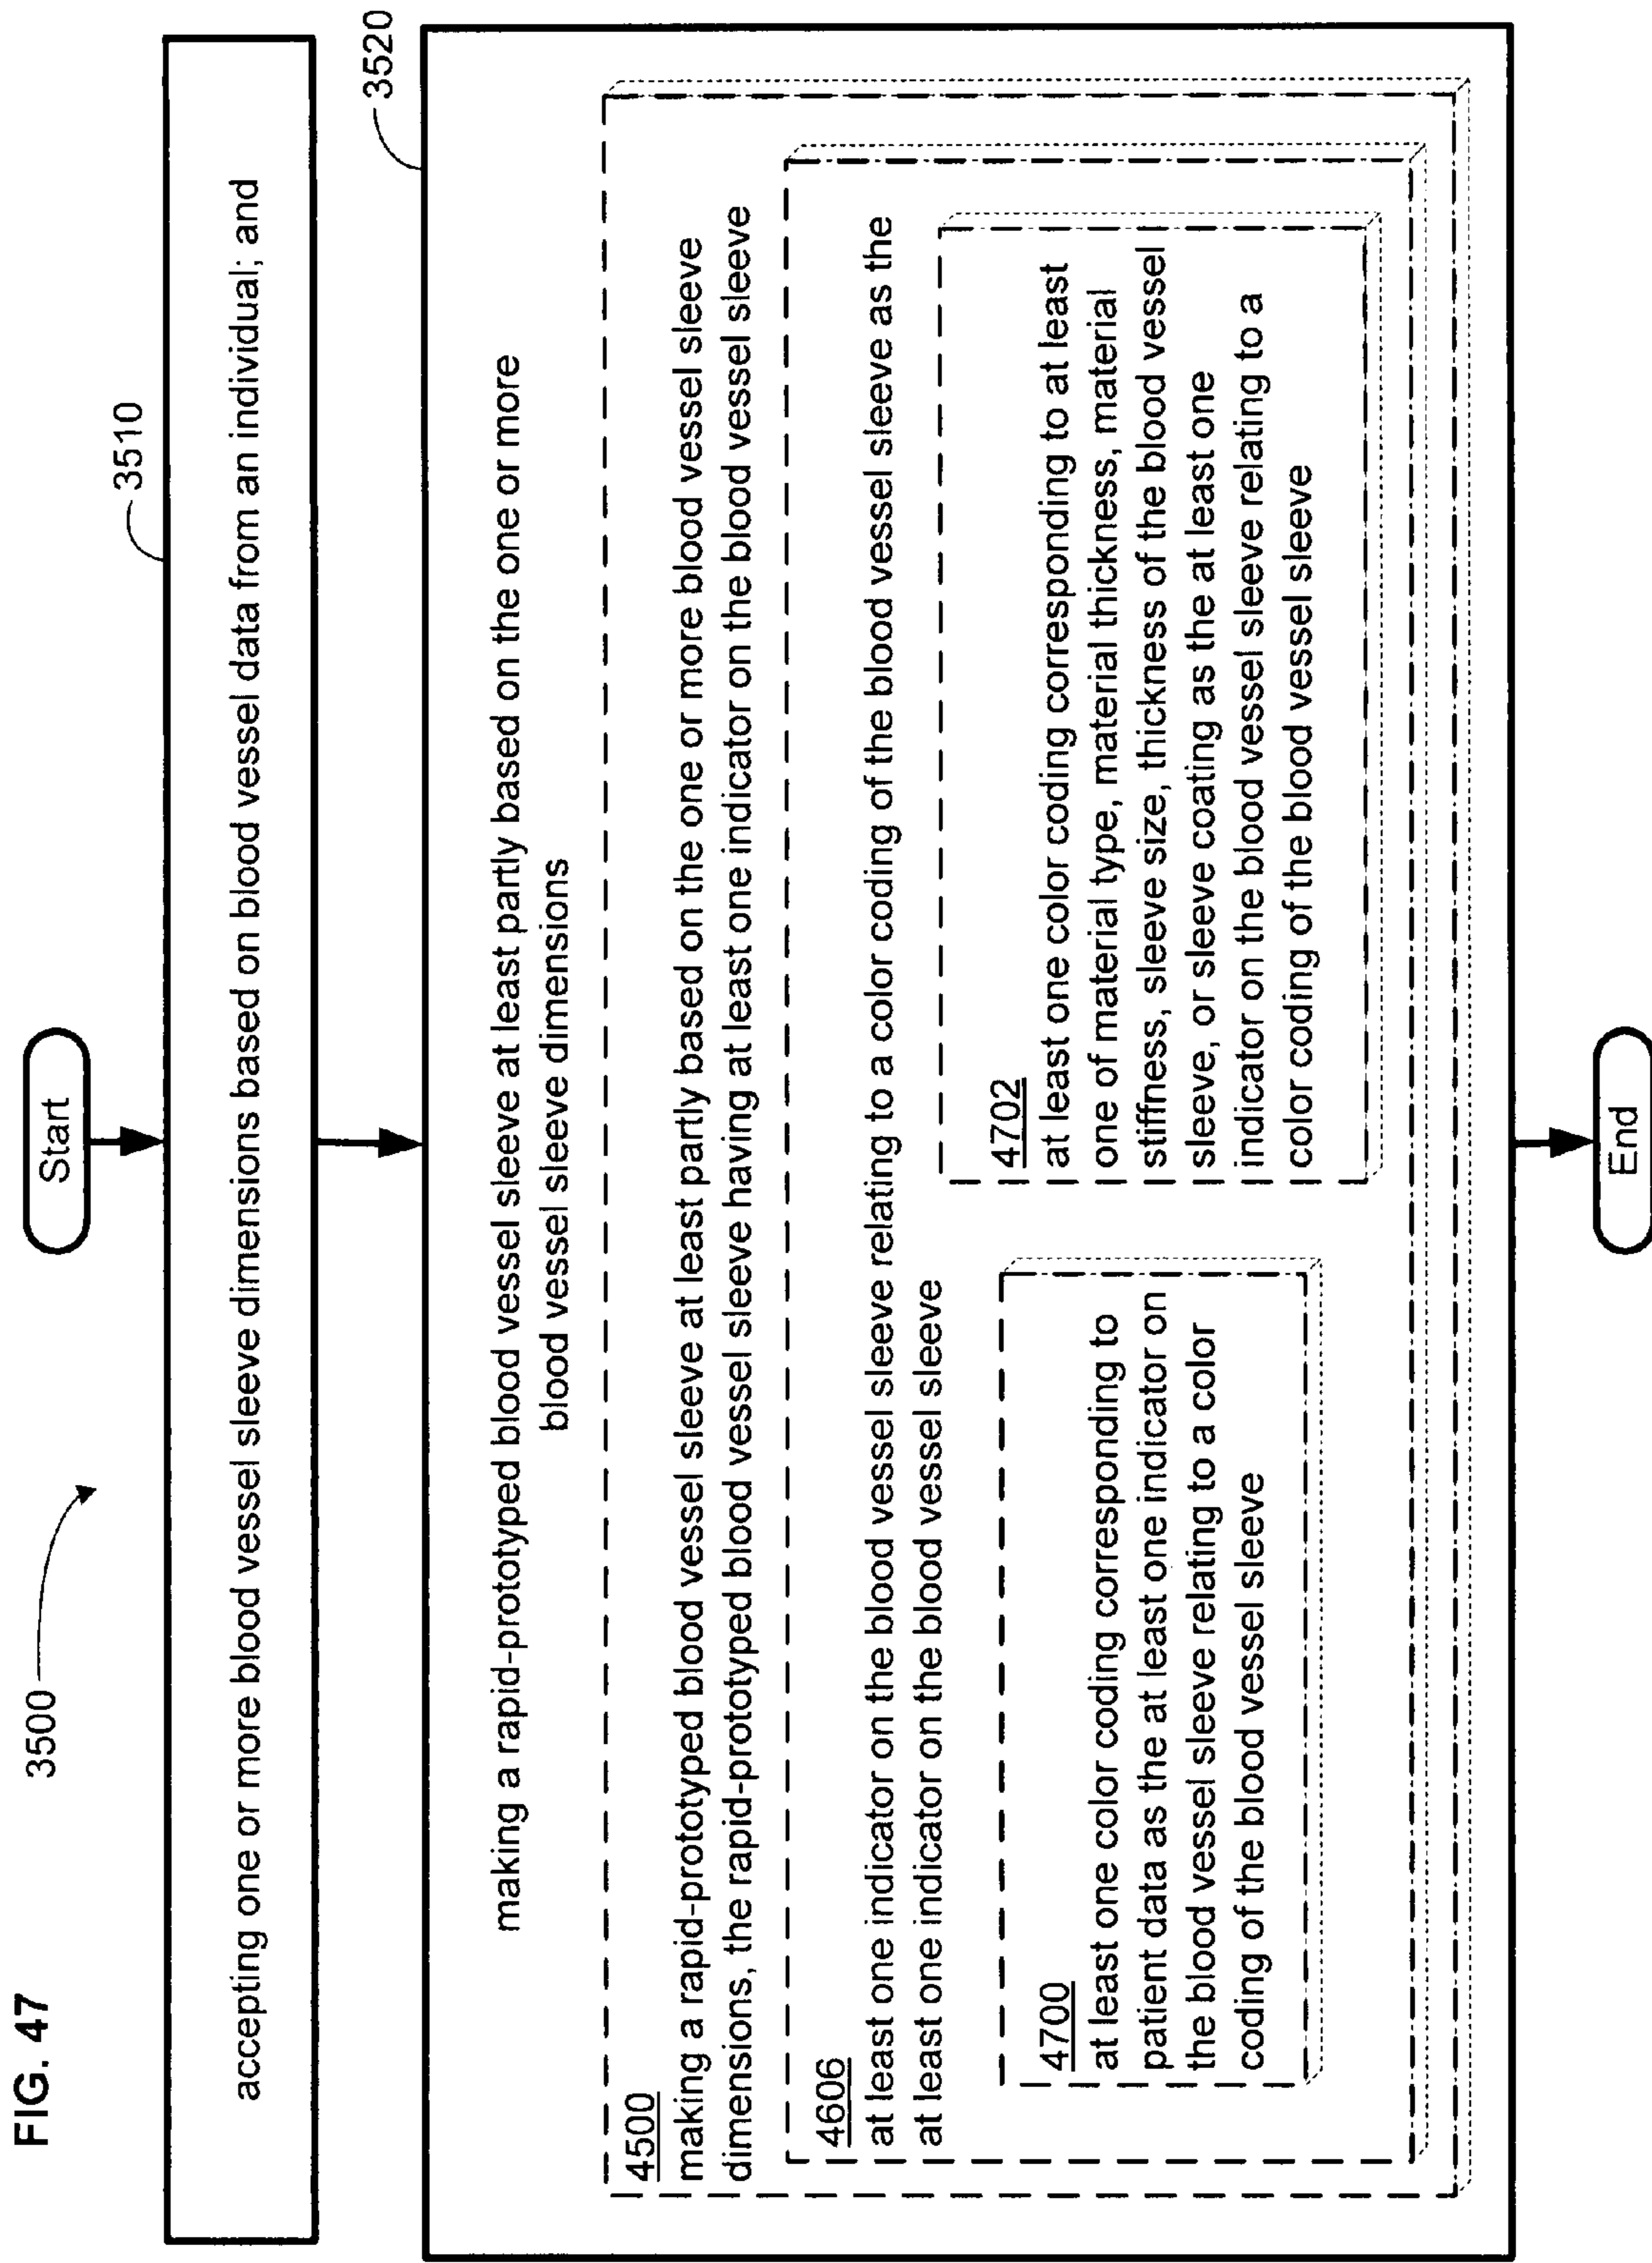 FIG. 47
3500
Start
3510
accepting one or more blood vessel sleeve dimensions based on blood vessel data from an individual; and
3520
making a rapid-prototyped blood vessel sleeve at least partly based on the one or more
blood vessel sleeve dimensions
4500
making a rapid-prototyped blood vessel sleeve at least partly based on the one or more blood vessel sleeve
dimensions, the rapid-prototyped blood vessel sleeve having at least one indicator on the blood vessel sleeve
4606
at least one indicator on the blood vessel sleeve relating to a color coding of the blood vessel sleeve as the
at least one indicator on the blood vessel sleeve
4700
at least one color coding corresponding to
patient data as the at least one indicator on
the blood vessel sleeve relating to a color
coding of the blood vessel sleeve
4702
at least one color coding corresponding to at least
one of material type, material thickness, material
stiffness, sleeve size, thickness of the blood vessel
sleeve, or sleeve coating as the at least one
indicator on the blood vessel sleeve relating to a
color coding of the blood vessel sleeve
End